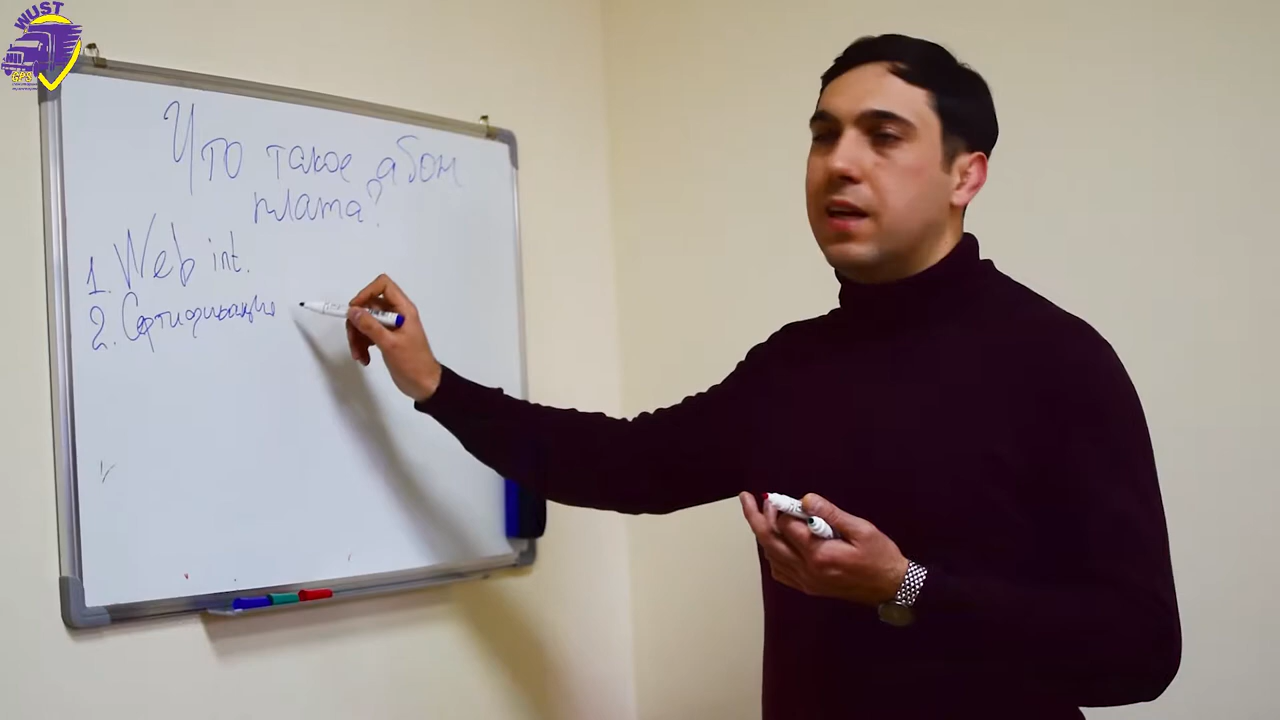 WUST
GPS
Что такое абон
плата?
1. Web int.
2. Сертификация